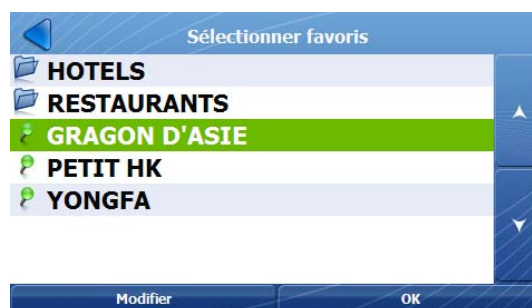 Sélectionner favoris
HOTELS
RESTAURANTS
GRAGON D'ASIE
PETIT HK
YONGFA
Modifier OK